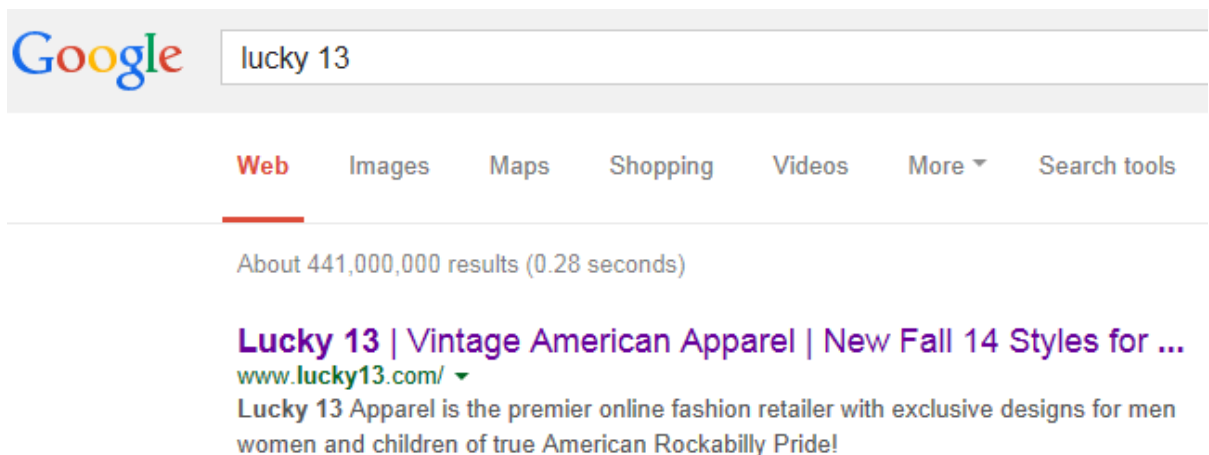 Google lucky 13
Web Images Maps Shopping Videos More Search tools
About 441,000,000 results (0.28 seconds)
Lucky 13 | Vintage American Apparel | New Fall 14 Styles for ...
www.lucky13.com/
Lucky 13 Apparel is the premier online fashion retailer with exclusive designs for men
women and children of true American Rockabilly Pride!